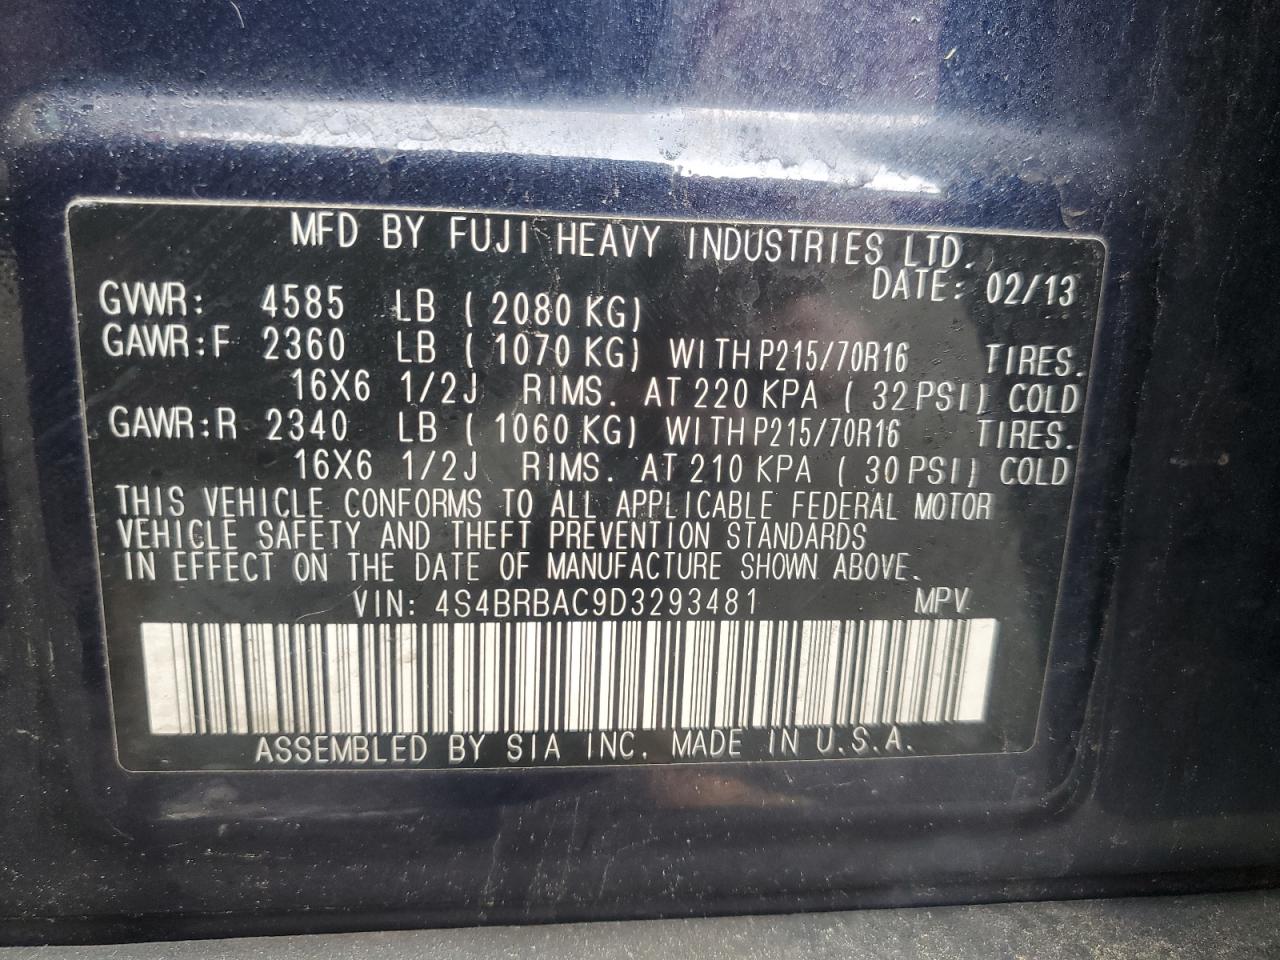 MFD BY FUJI HEAVY INDUSTRIES LTD.
DATE: 02/13
GVWR: 4585 LB ( 2080 KG)
GAWR:F 2360 LB ( 1070 KG) WITH P215/70R16 TIRES.
16X6 1/2J RIMS. AT 220 KPA ( 32 PSI) COLD
GAWR:R 2340 LB ( 1060 KG) WITH P215/70R16 TIRES.
16X6 1/2J RIMS. AT 210 KPA ( 30 PSI) COLD
THIS VEHICLE CONFORMS TO ALL APPLICABLE FEDERAL MOTOR
VEHICLE SAFETY AND THEFT PREVENTION STANDARDS
IN EFFECT ON THE DATE OF MANUFACTURE SHOWN ABOVE.
VIN: 4S4BRBAC9D3293481 MPV
ASSEMBLED BY SIA INC. MADE IN U.S.A.